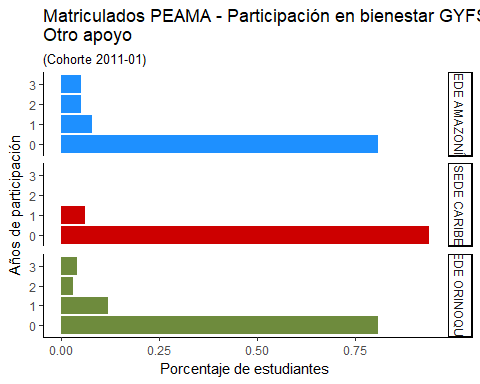 Matriculados PEAMA - Participación en bienestar GYFS
Otro apoyo
(Cohorte 2011-01)
Años de participación
3
2
1
0
EDE AMAZONÍ
3
2
1
0
SEDE CARIBE
3
2
1
0
EDE ORINOQUI
0.00 0.25 0.50 0.75
Porcentaje de estudiantes